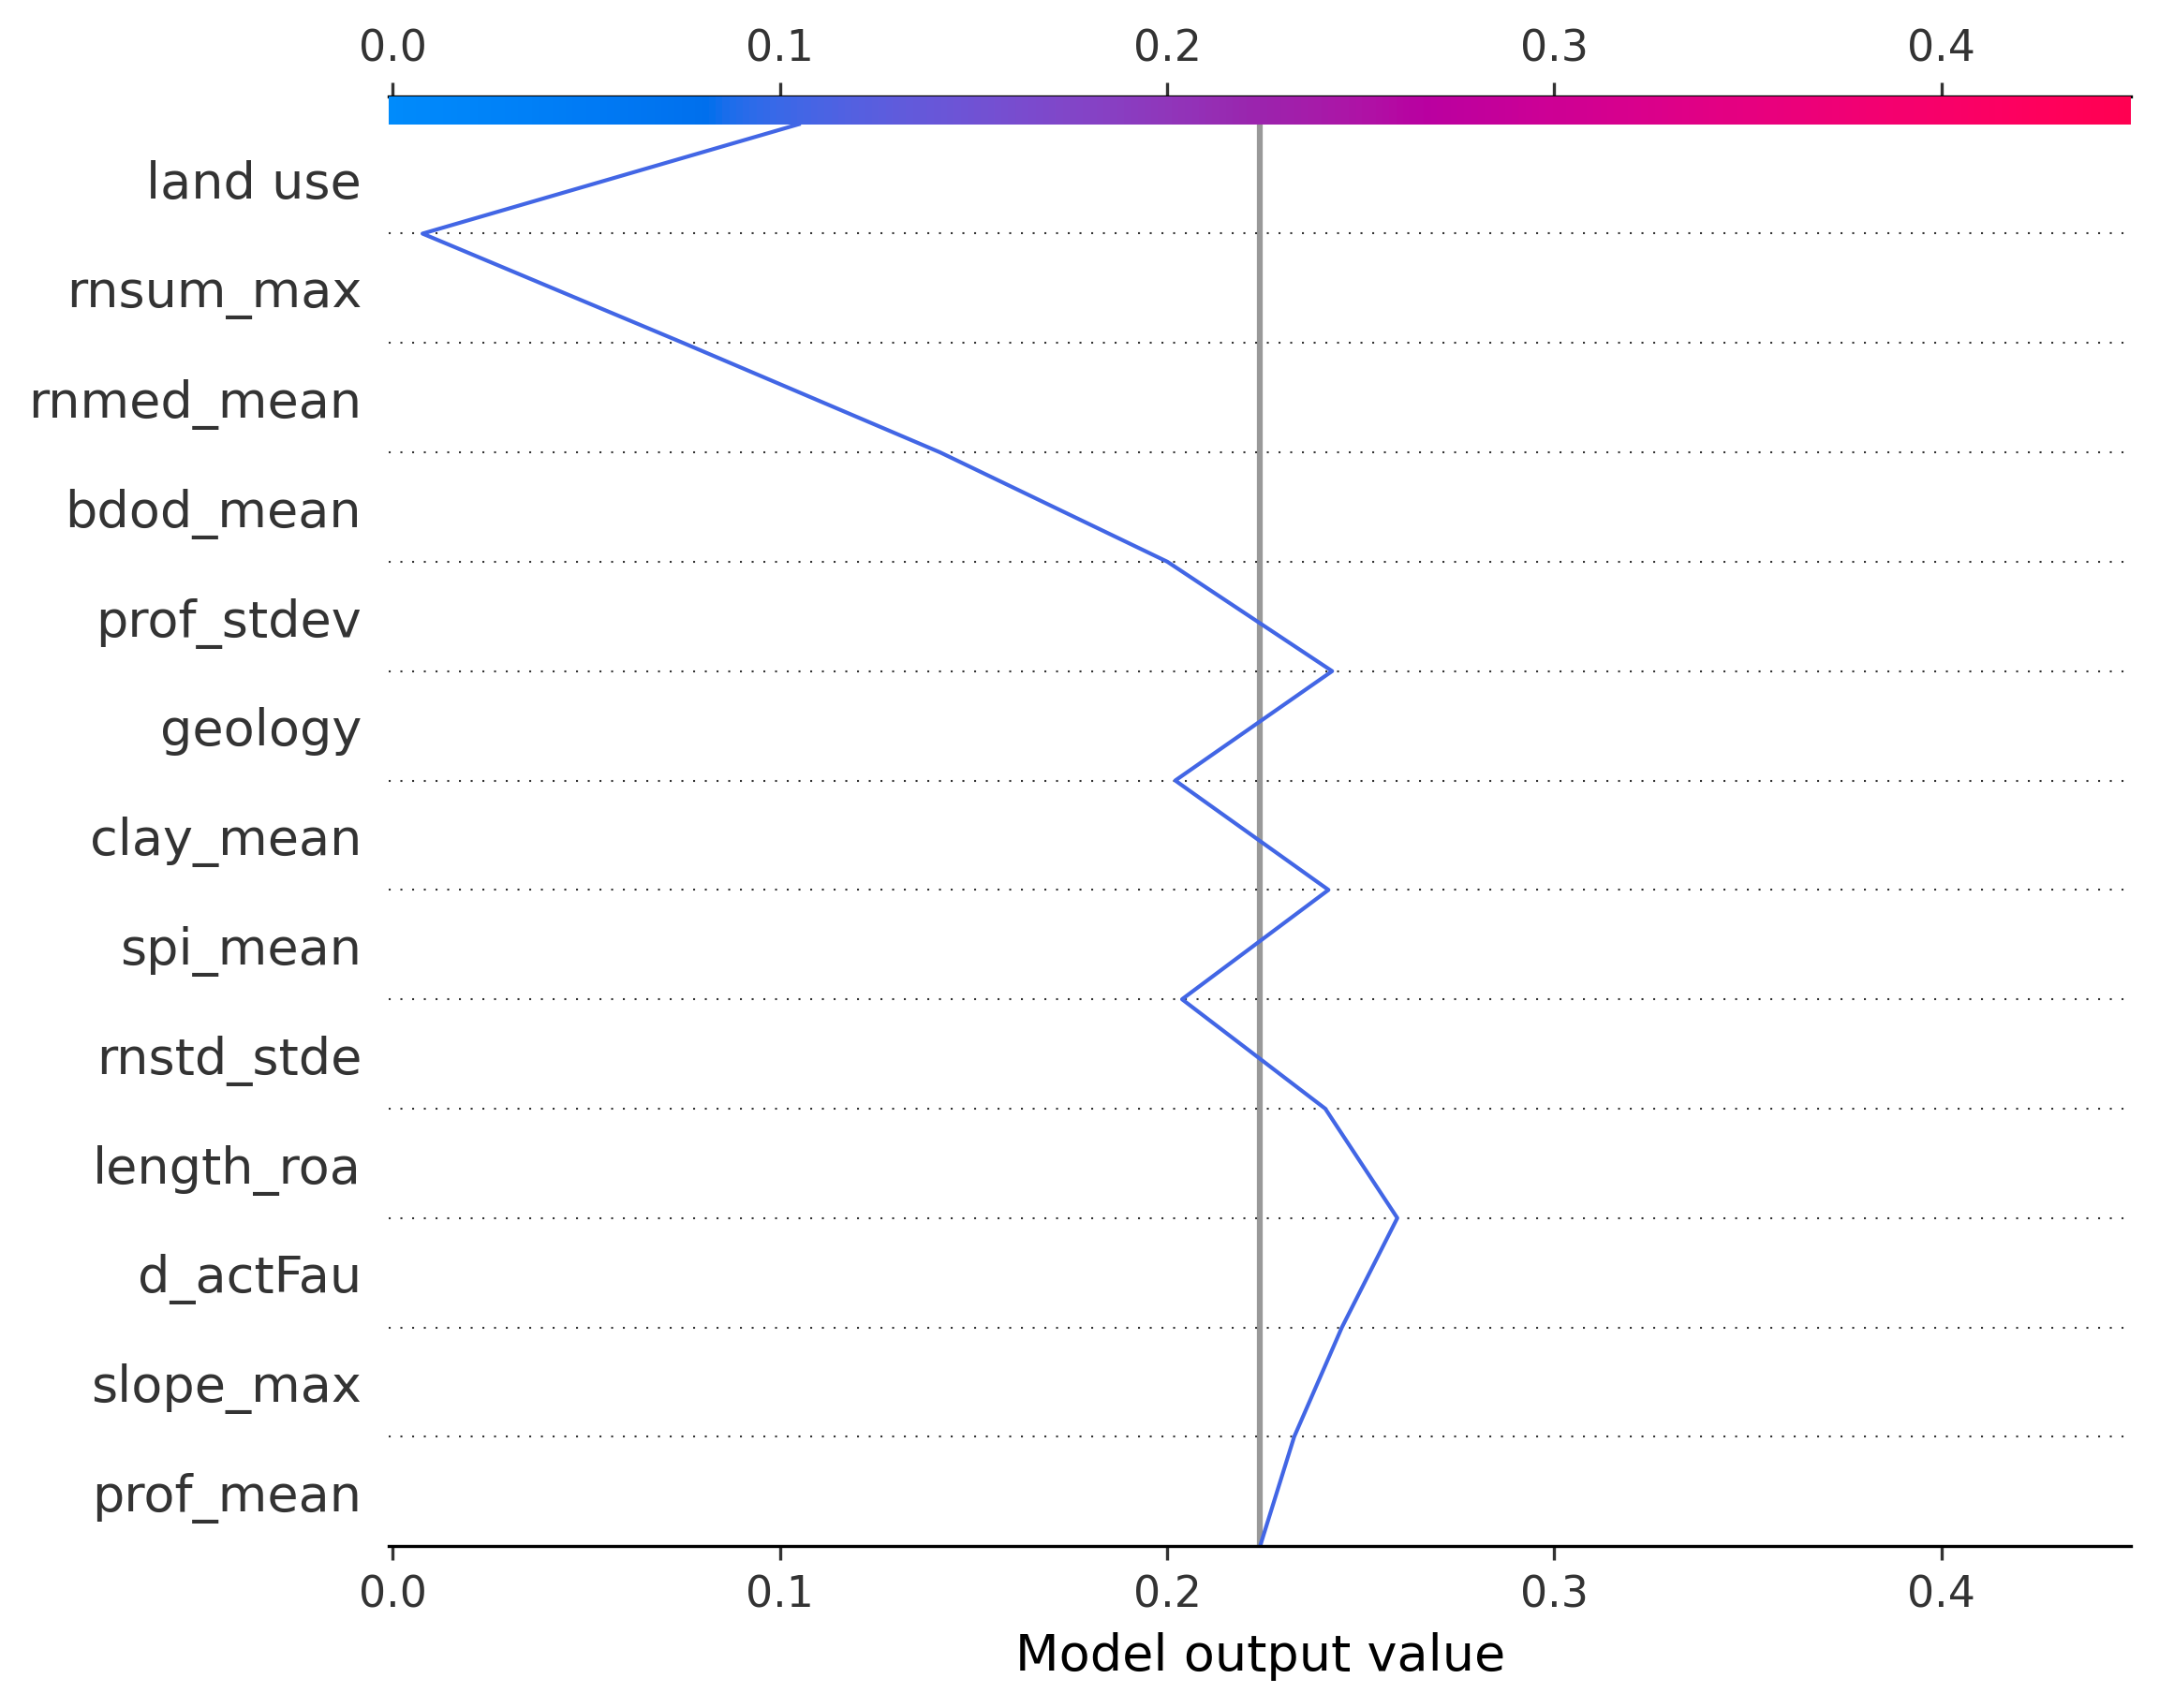 0.0 0.1 0.2 0.3 0.4
land use
rnsum_max
rnmed_mean
bdod_mean
prof_stdev
geology
clay_mean
spi_mean
rnstd_stde
length_roa
d_actFau
slope_max
prof_mean
0.0 0.1 0.2 0.3 0.4
Model output value